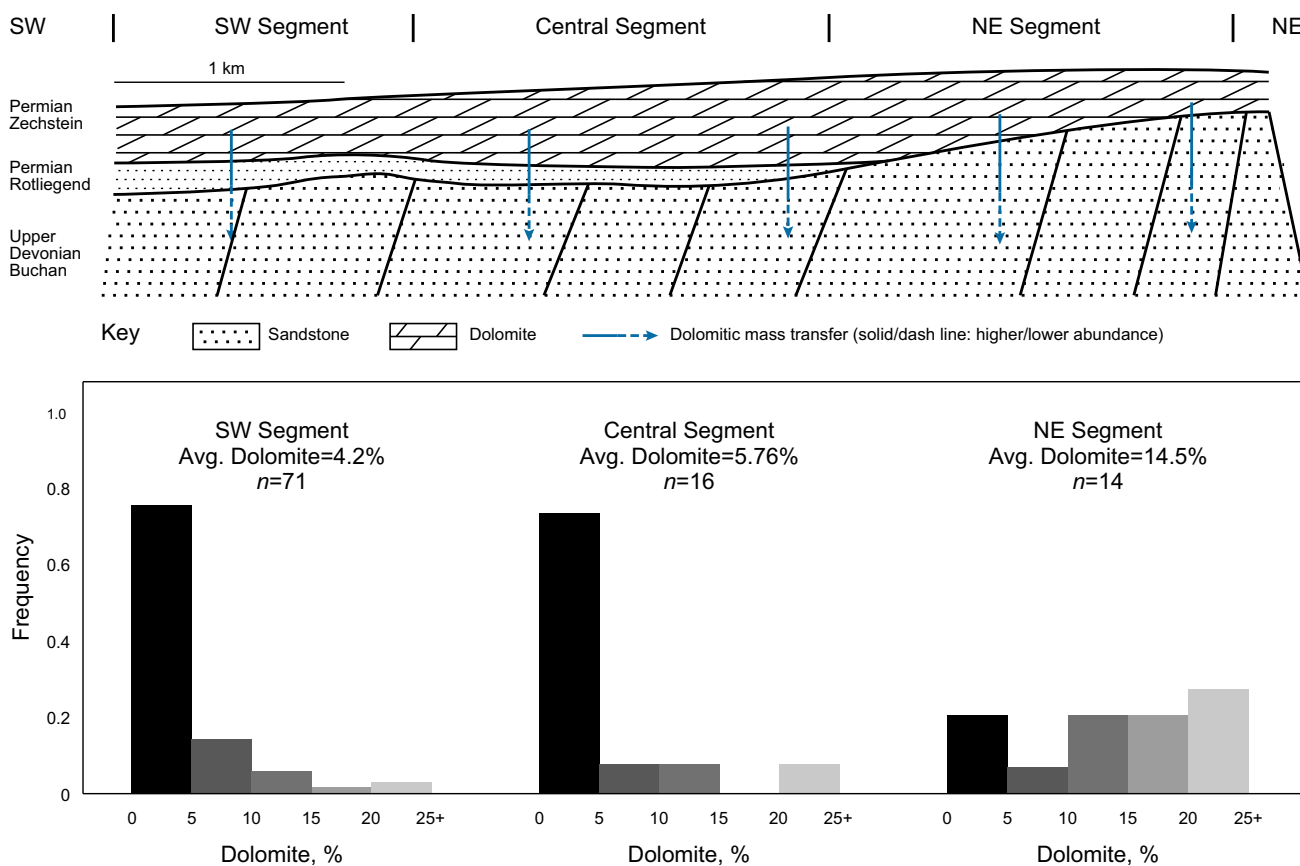 SW
SW Segment
Central Segment
NE Segment
NE
1 km
Permian
Zechstein
Permian
Rotliegend
Upper
Devonian
Buchan
Key
Sandstone
Dolomite
Dolomitic mass transfer (solid/dash line: higher/lower abundance)
Frequency
1.0
0.8
0.6
0.4
0.2
0
SW Segment
Avg. Dolomite=4.2%
n=71
0 5 10 15 20 25+
Dolomite, %
Central Segment
Avg. Dolomite=5.76%
n=16
0 5 10 15 20 25+
Dolomite, %
NE Segment
Avg. Dolomite=14.5%
n=14
0 5 10 15 20 25+
Dolomite, %